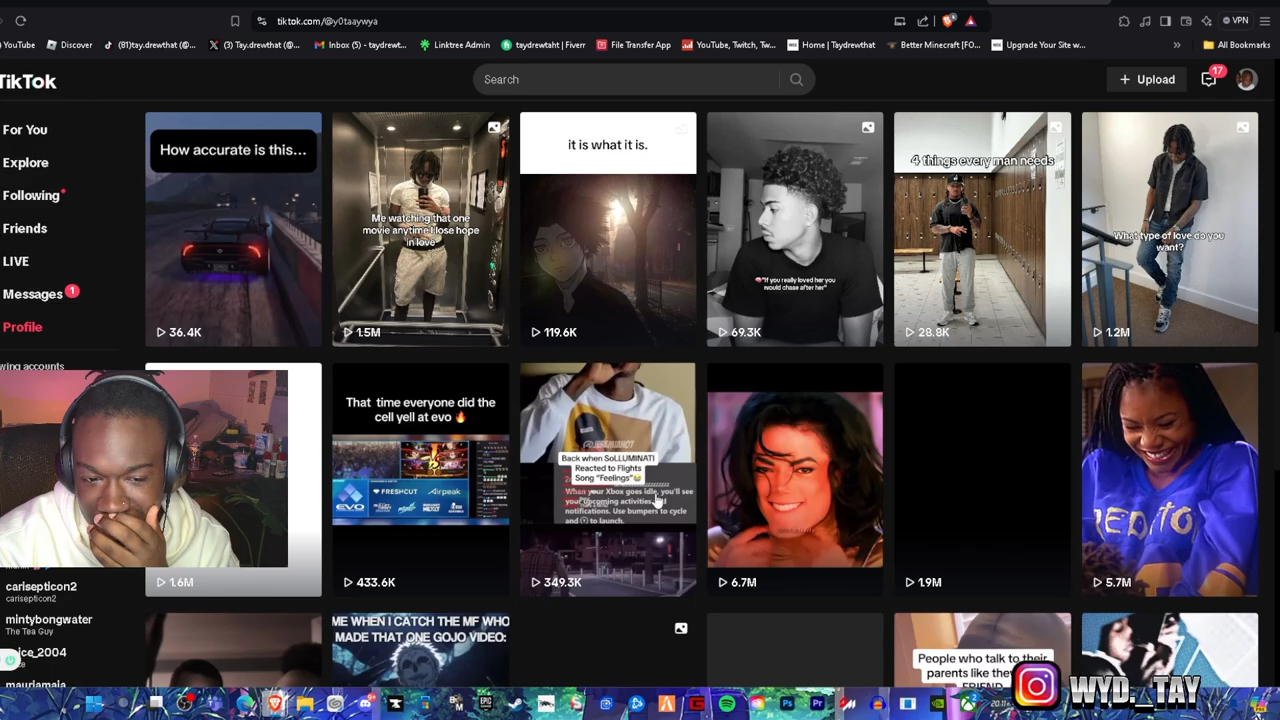 tiktok.com/@y0taaywya
VPN
YouTube
Discover
(81)tay.drewthat (@...
(3) Tay.drewthat (@...
Inbox (5) - taydrewt...
Linktree Admin
taydrewtaht | Fiverr
File Transfer App
YouTube, Twitch, Tw...
Home | Taydrewthat
Better Minecraft [FO...
Upgrade Your Site w...
All Bookmarks
TikTok
Search
+ Upload
17
For You
Explore
Following
Friends
LIVE
Messages 1
Profile
How accurate is this...
36.4K
Me watching that one
movie anytime I lose hope
in love
1.5M
it is what it is.
119.6K
"If you really loved her you
would chase after her"
69.3K
4 things every man needs
28.8K
What type of love do you
want?
1.2M
1.6M
That time everyone did the
cell yell at evo 🔥
FRESHCUT
Airpeak
433.6K
Back when SoLLUMINATI
Reacted to Flights
Song "Feelings"😭
When your Xbox goes idle, you'll see
your upcoming activities and
notifications. Use bumpers to cycle
and to launch.
349.3K
6.7M
1.9M
5.7M
carisepticon2
carisepticon2
mintybongwater
The Tea Guy
ice_2004
ME WHEN I CATCH THE MF WHO
MADE THAT ONE GOJO VIDEO:
People who talk to their
parents like they
FRIEND
WYD._TAY